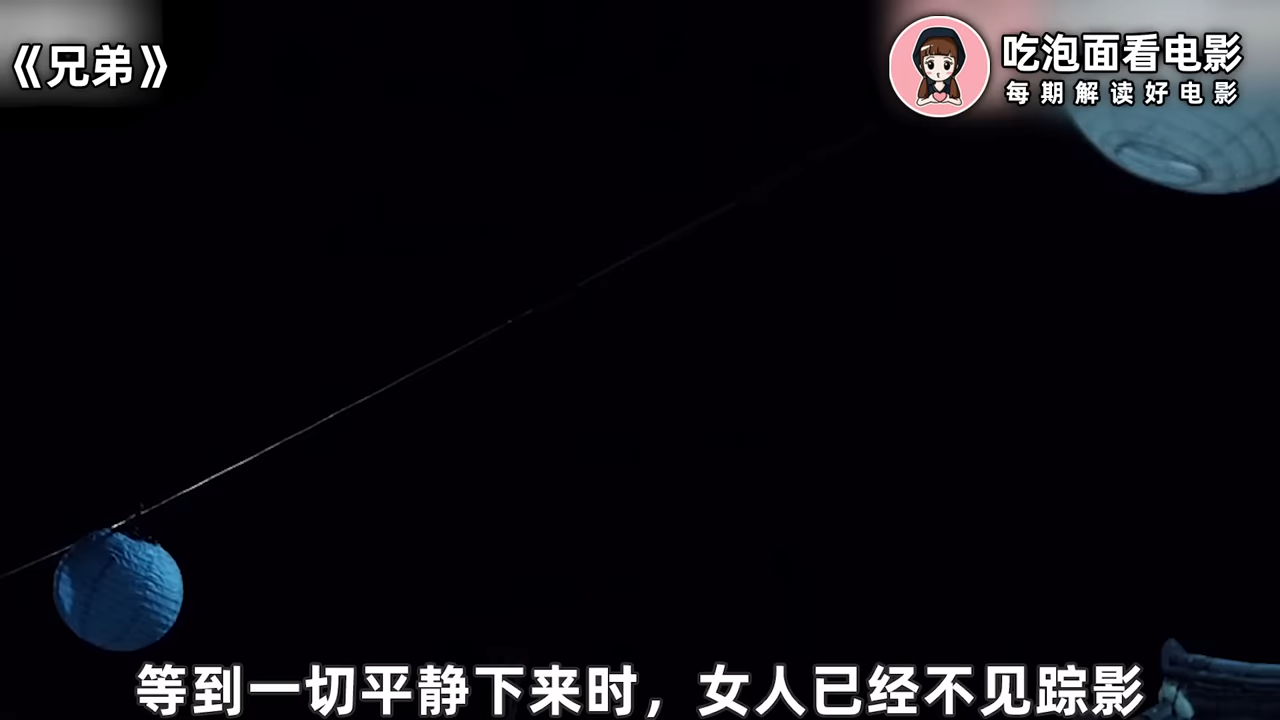 《兄弟》
吃泡面看电影
每期解读好电影
等到一切平静下来时，女人已经不见踪影